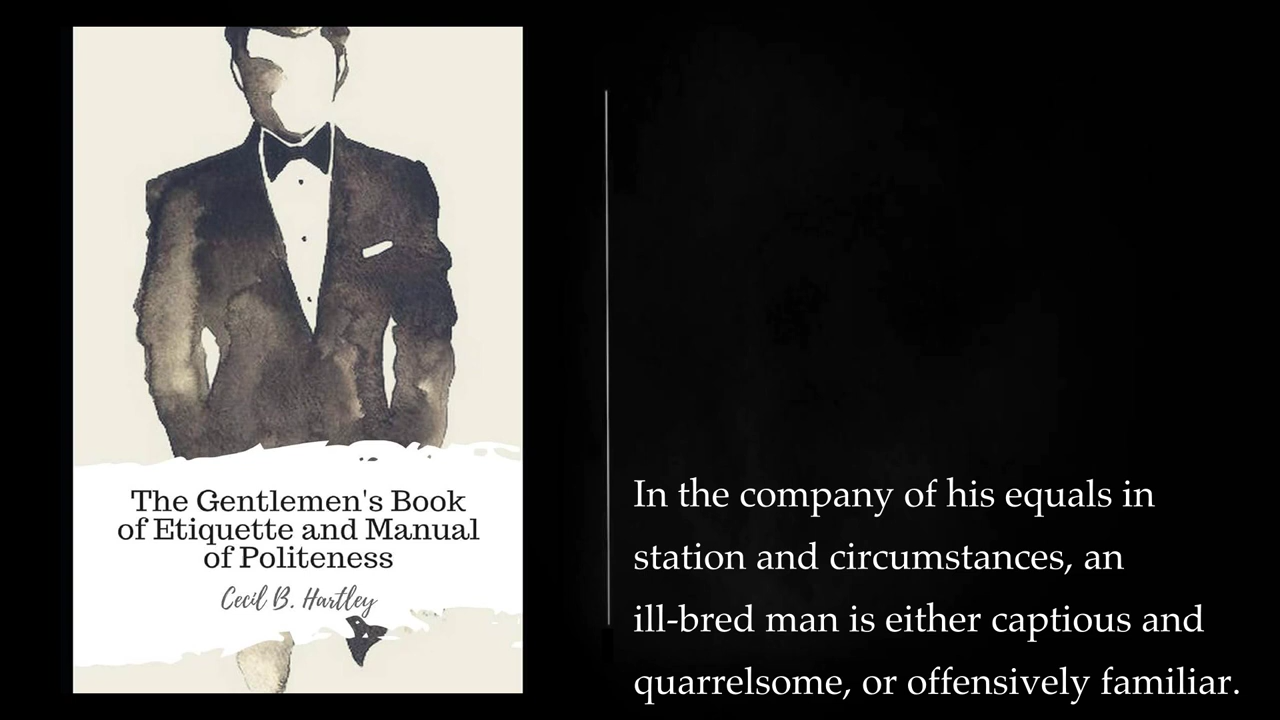 The Gentlemen's Book
of Etiquette and Manual
of Politeness
Cecil B. Hartley
In the company of his equals in
station and circumstances, an
ill-bred man is either captious and
quarrelsome, or offensively familiar.